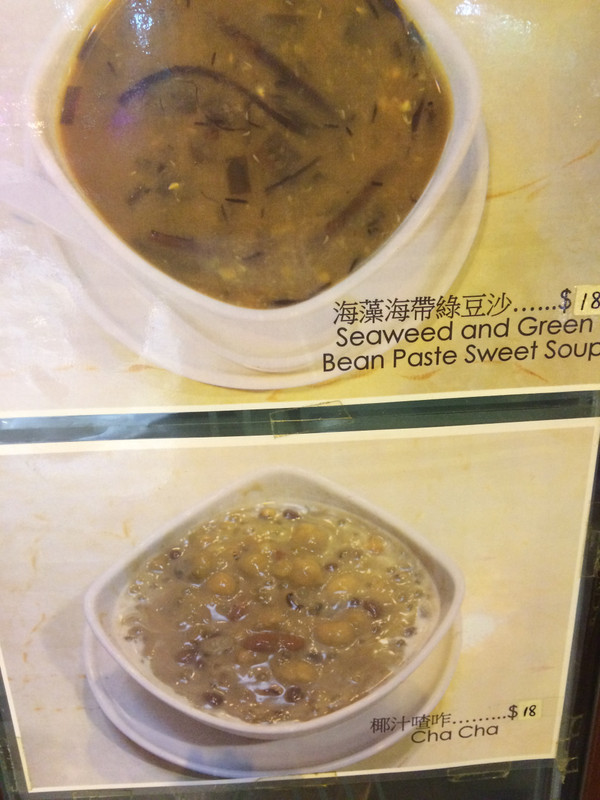 海藻海帶綠豆沙......$18
Seaweed and Green
Bean Paste Sweet Soup
椰汁喳咋.........$18
Cha Cha